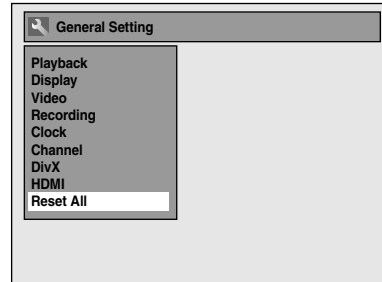 General Setting
Playback
Display
Video
Recording
Clock
Channel
DivX
HDMI
Reset All